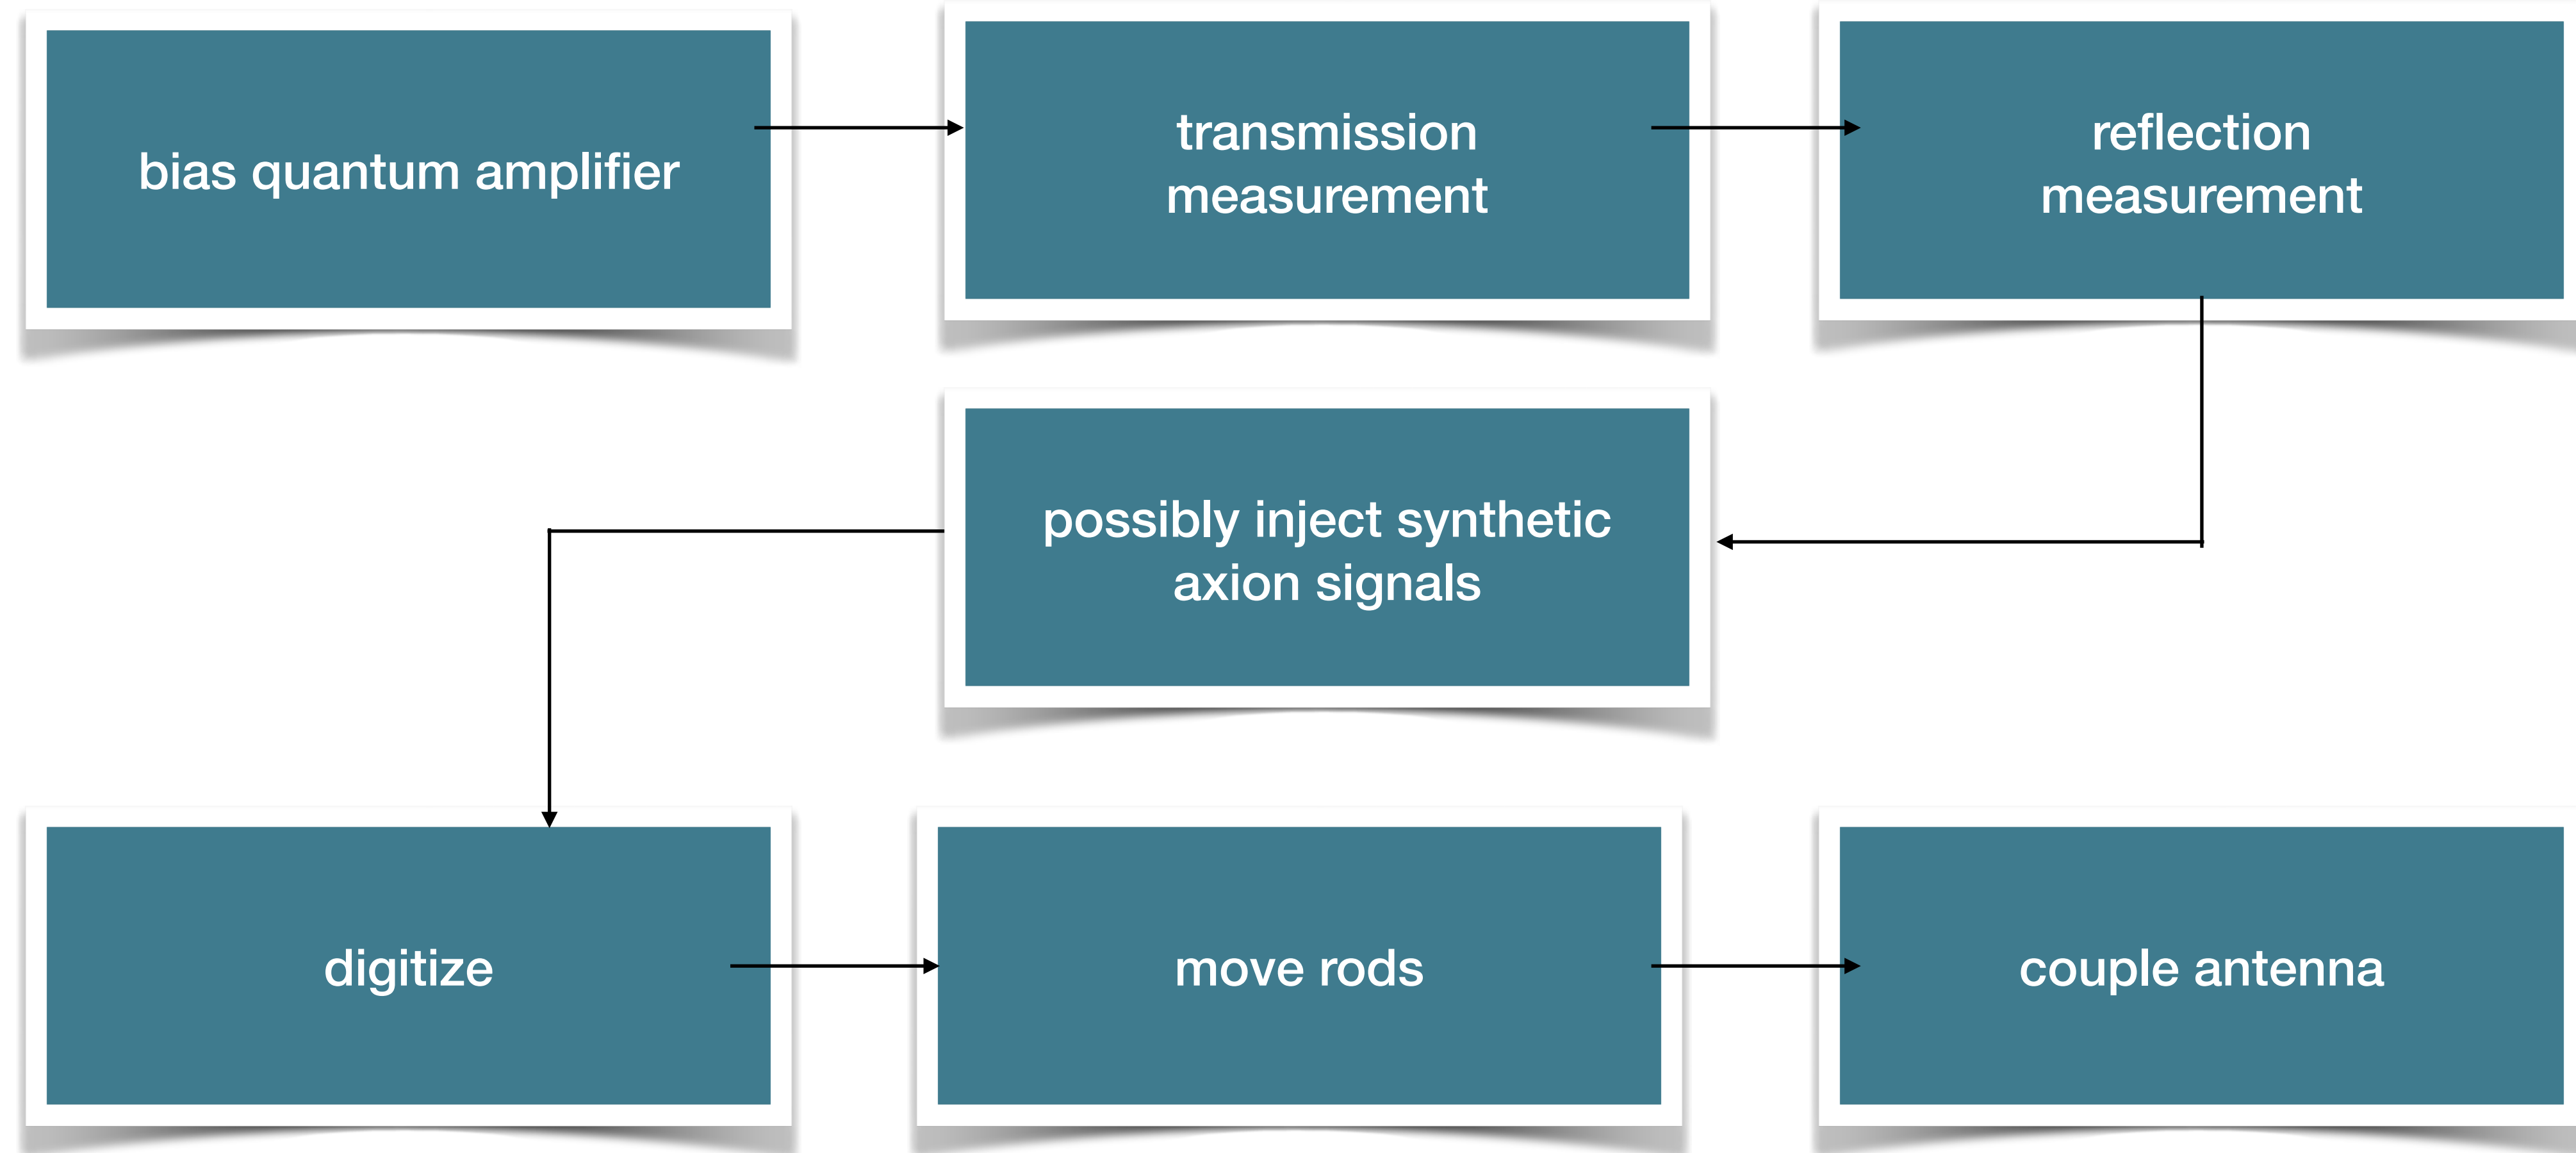 bias quantum amplifier
transmission
measurement
reflection
measurement
possibly inject synthetic
axion signals
digitize
move rods
couple antenna